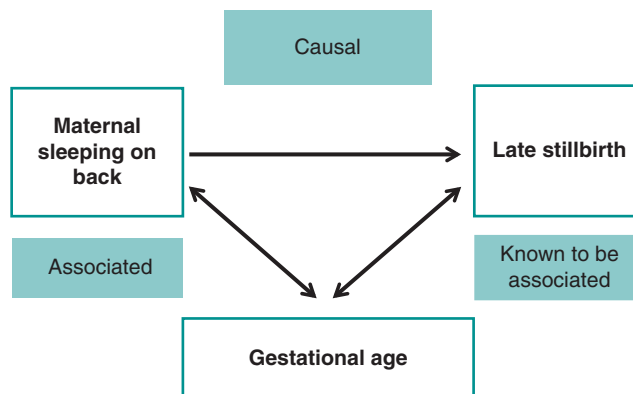 Causal
Maternal
sleeping on
back
Late stillbirth
Associated
Known to be
associated
Gestational age